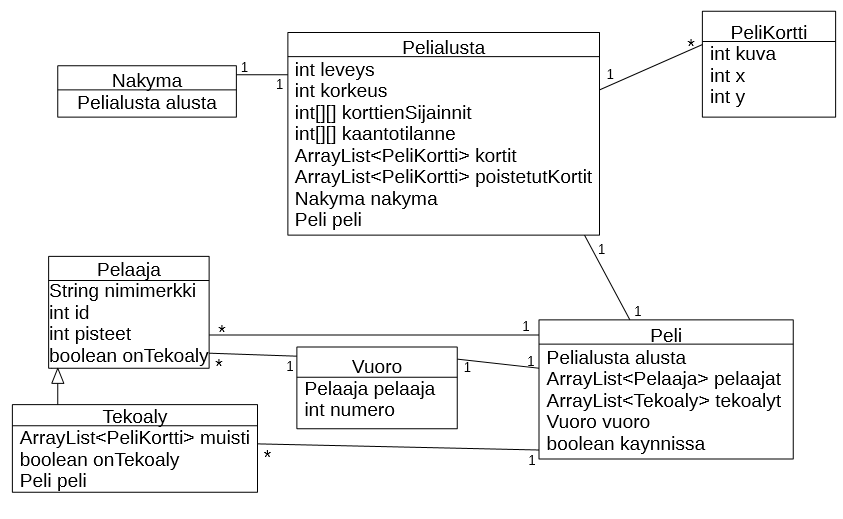 Nakyma
Pelialusta alusta
1
1
Pelialusta
int leveys
int korkeus
int[][] korttienSijainnit
int[][] kaantotilanne
ArrayList<PeliKortti> kortit
ArrayList<PeliKortti> poistetutKortit
Nakyma nakyma
Peli peli
1
*
PeliKortti
int kuva
int x
int y
1
1
Pelaaja
String nimimerkki
int id
int pisteet
boolean onTekoaly
*
1
*
1
Vuoro
Pelaaja pelaaja
int numero
1
1
Peli
Pelialusta alusta
ArrayList<Pelaaja> pelaajat
ArrayList<Tekoaly> tekoalyt
Vuoro vuoro
boolean kaynnissa
Tekoaly
ArrayList<PeliKortti> muisti
boolean onTekoaly
Peli peli
*
1